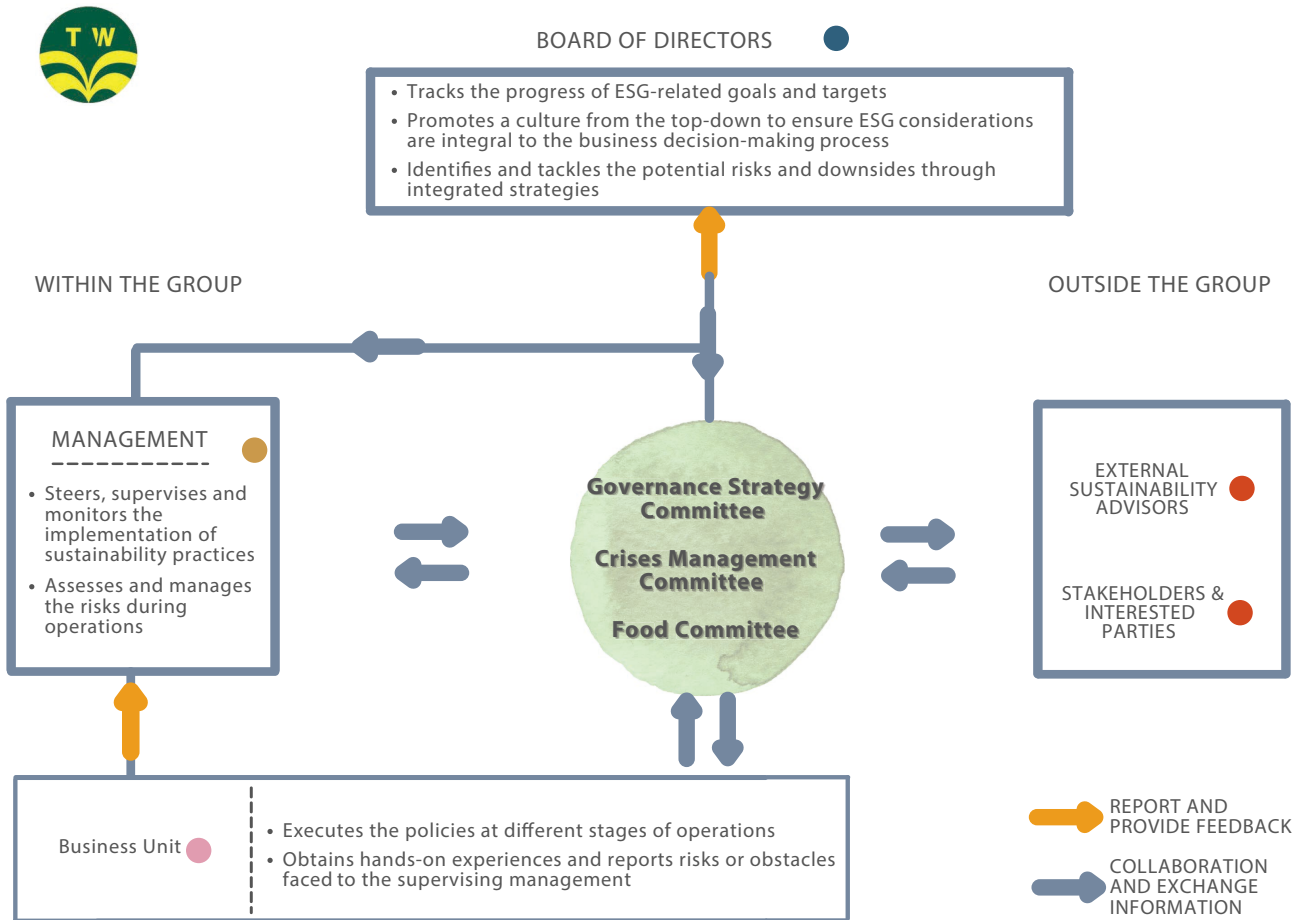 T W
BOARD OF DIRECTORS
• Tracks the progress of ESG-related goals and targets
• Promotes a culture from the top-down to ensure ESG considerations
are integral to the business decision-making process
• Identifies and tackles the potential risks and downsides through
integrated strategies
WITHIN THE GROUP
OUTSIDE THE GROUP
MANAGEMENT
• Steers, supervises and
monitors the
implementation of
sustainability practices
• Assesses and manages
the risks during
operations
Governance Strategy
Committee
Crises Management
Committee
Food Committee
EXTERNAL
SUSTAINABILITY
ADVISORS
STAKEHOLDERS &
INTERESTED
PARTIES
Business Unit
• Executes the policies at different stages of operations
• Obtains hands-on experiences and reports risks or obstacles
faced to the supervising management
REPORT AND
PROVIDE FEEDBACK
COLLABORATION
AND EXCHANGE
INFORMATION